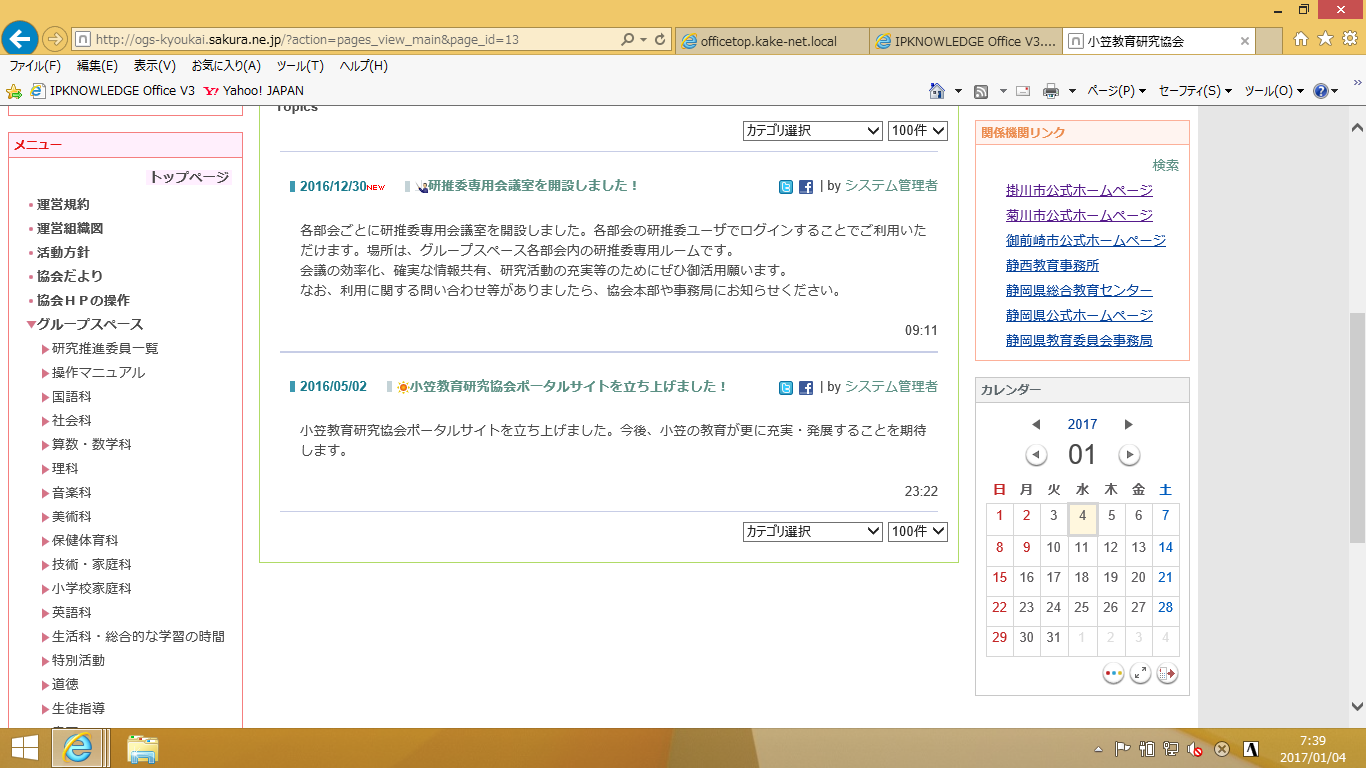 http://ogs-kyoukai.sakura.ne.jp/?action=pages_view_main&page_id=13
officetop.kake-net.local
IPKNOWLEDGE Office V3....
小笠教育研究協会
ファイル(F) 編集(E) 表示(V) お気に入り(A) ツール(T) ヘルプ(H)
IPKNOWLEDGE Office V3 Yahoo! JAPAN
ページ(P) セーフティ(S) ツール(O)
メニュー
トップページ
運営規約
運営組織図
活動方針
協会だより
協会ＨＰの操作
グループスペース
研究推進委員一覧
操作マニュアル
国語科
社会科
算数・数学科
理科
音楽科
美術科
保健体育科
技術・家庭科
小学校家庭科
英語科
生活科・総合的な学習の時間
特別活動
道徳
生徒指導
Topics
カテゴリ選択 100件
2016/12/30 NEW 研推委専用会議室を開設しました！ | by システム管理者
各部会ごとに研推委専用会議室を開設しました。各部会の研推委ユーザでログインすることでご利用いた
だけます。場所は、グループスペース各部会内の研推委専用ルームです。
会議の効率化、確実な情報共有、研究活動の充実等のためにぜひ御活用願います。
なお、利用に関する問い合わせ等がありましたら、協会本部や事務局にお知らせください。
09:11
2016/05/02 小笠教育研究協会ポータルサイトを立ち上げました！ | by システム管理者
小笠教育研究協会ポータルサイトを立ち上げました。今後、小笠の教育が更に充実・発展することを期待
します。
23:22
カテゴリ選択 100件
関係機関リンク
検索
掛川市公式ホームページ
菊川市公式ホームページ
御前崎市公式ホームページ
静西教育事務所
静岡県総合教育センター
静岡県公式ホームページ
静岡県教育委員会事務局
カレンダー
2017
01
日 月 火 水 木 金 土
1 2 3 4 5 6 7
8 9 10 11 12 13 14
15 16 17 18 19 20 21
22 23 24 25 26 27 28
29 30 31 1 2 3 4
A
7:39
2017/01/04